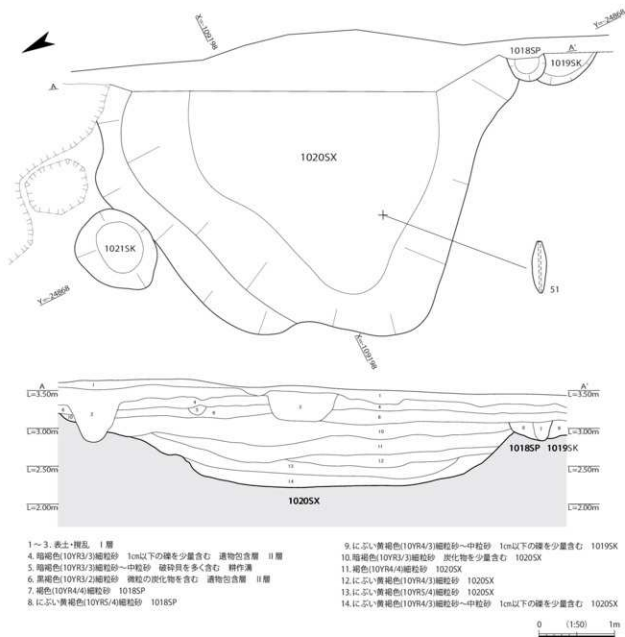 X=-109198
Y=-24868
1018SP
A'
1019SK
A
1020SX
1021SK
51
Y=-24868
X=-109198
A
A'
L=3.50m
L=3.50m
L=3.00m
L=3.00m
1018SP 1019SK
L=2.50m
L=2.50m
1020SX
L=2.00m
L=2.00m
1～3. 表土・撹乱 Ⅰ層
4. 暗褐色(10YR3/3)細粒砂 1cm以下の礫を少量含む 遺物包含層 Ⅱ層
5. 暗褐色(10YR3/3)細粒砂～中粒砂 破砕貝を多く含む 耕作溝
6. 黒褐色(10YR3/2)細粒砂 微粒の炭化物を含む 遺物包含層 Ⅱ層
7. 褐色(10YR4/4)細粒砂 1018SP
8. にぶい黄褐色(10YR5/4)細粒砂 1018SP
9. にぶい黄褐色(10YR4/3)細粒砂～中粒砂 1cm以下の礫を少量含む 1019SK
10. 暗褐色(10YR3/3)細粒砂 炭化物を少量含む 1020SX
11. 褐色(10YR4/4)細粒砂 1020SX
12. にぶい黄褐色(10YR4/3)細粒砂 1020SX
13. にぶい黄褐色(10YR5/4)細粒砂 1020SX
14. にぶい黄褐色(10YR4/3)細粒砂～中粒砂 1cm以下の礫を少量含む 1020SX
0 (1:50) 1m